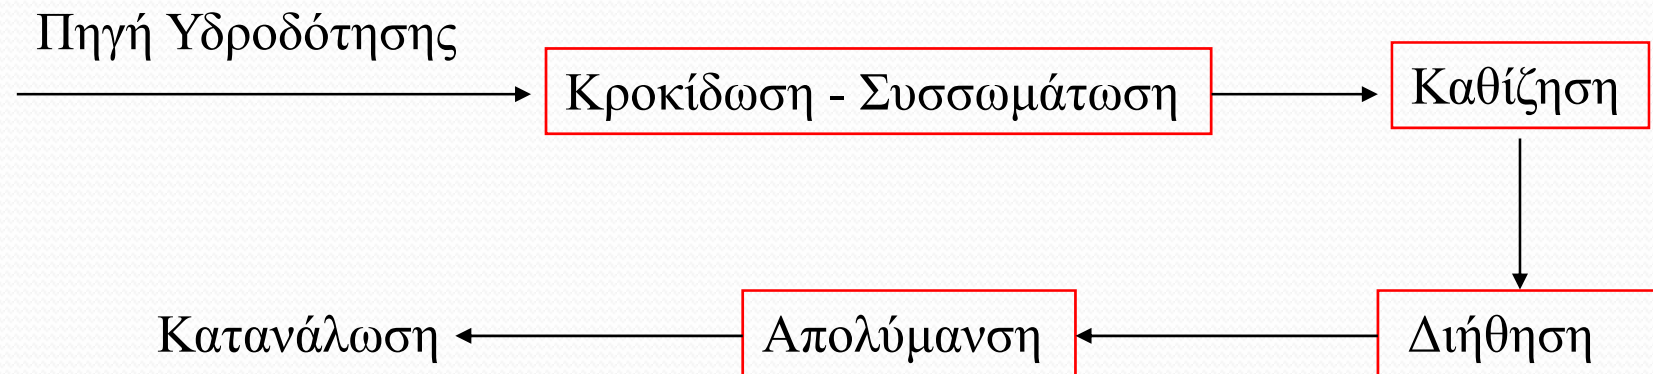 Πηγή Υδροδότησης
Κροκίδωση - Συσσωμάτωση
Καθίζηση
Διήθηση
Απολύμανση
Κατανάλωση